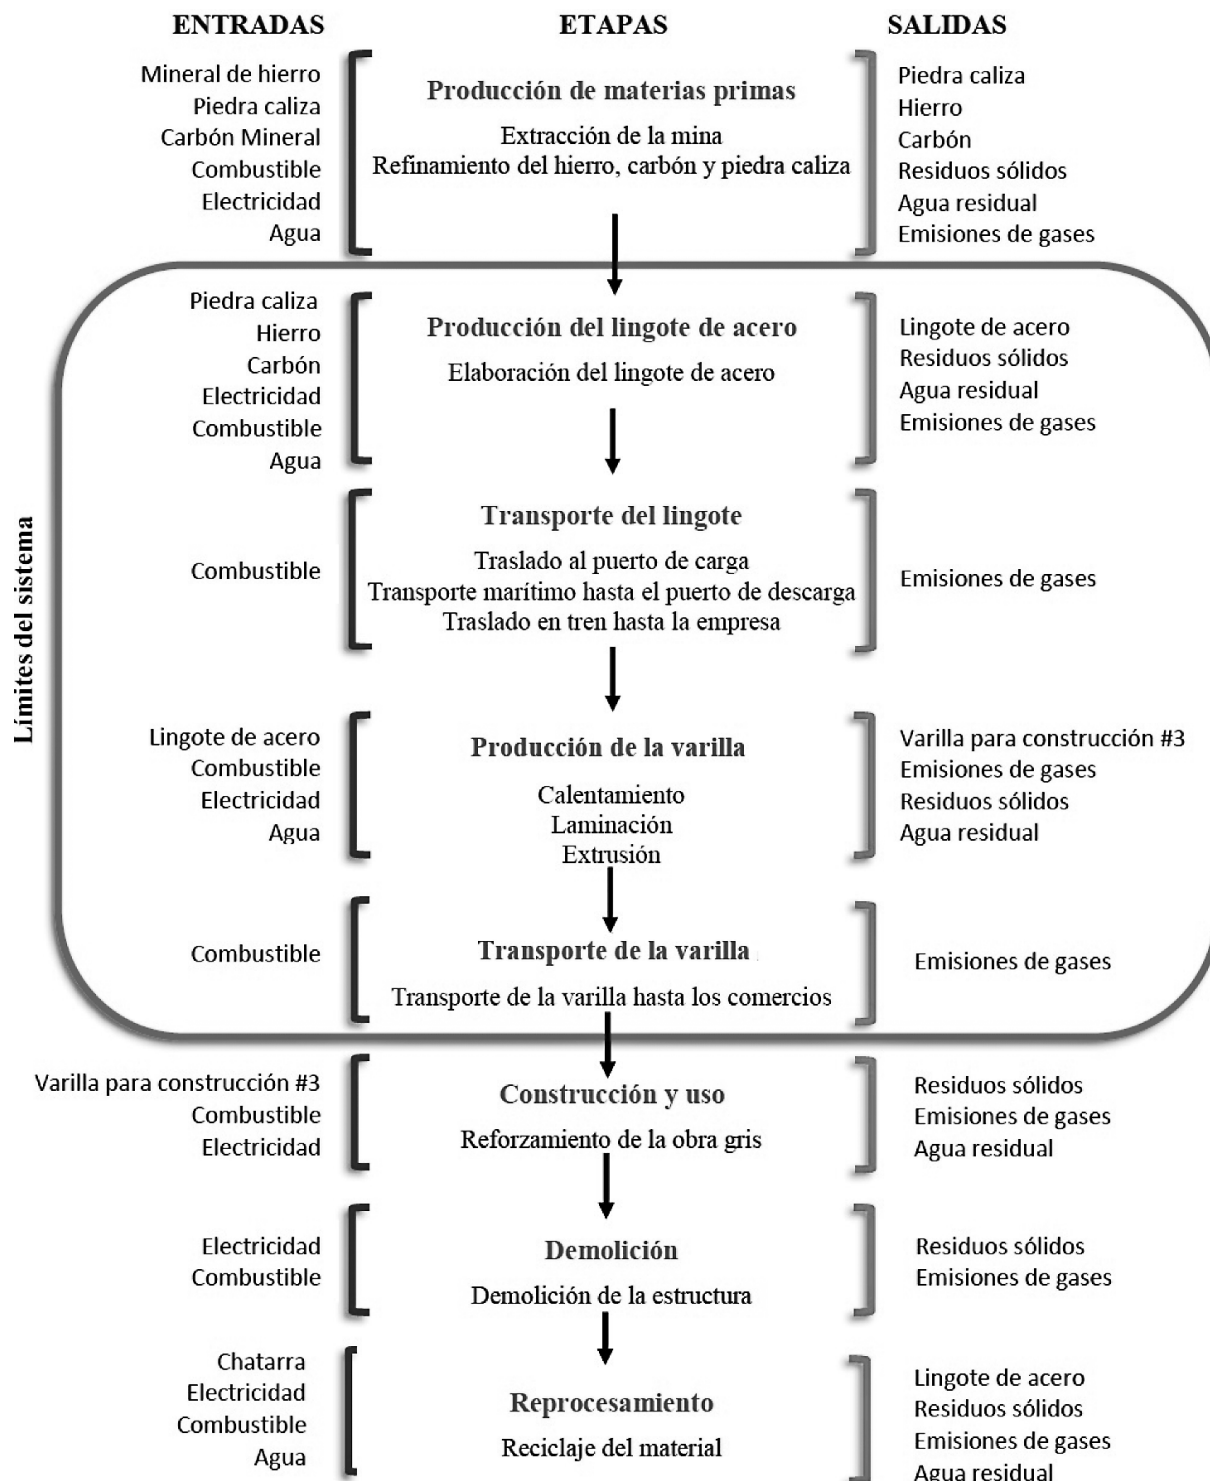 ENTRADAS ETAPAS SALIDAS
Mineral de hierro
Piedra caliza
Carbón Mineral
Combustible
Electricidad
Agua
Producción de materias primas
Extracción de la mina
Refinamiento del hierro, carbón y piedra caliza
Piedra caliza
Hierro
Carbón
Residuos sólidos
Agua residual
Emisiones de gases
Límites del sistema
Piedra caliza
Hierro
Carbón
Electricidad
Combustible
Agua
Producción del lingote de acero
Elaboración del lingote de acero
Lingote de acero
Residuos sólidos
Agua residual
Emisiones de gases
Combustible
Transporte del lingote
Traslado al puerto de carga
Transporte marítimo hasta el puerto de descarga
Traslado en tren hasta la empresa
Emisiones de gases
Lingote de acero
Combustible
Electricidad
Agua
Producción de la varilla
Calentamiento
Laminación
Extrusión
Varilla para construcción #3
Emisiones de gases
Residuos sólidos
Agua residual
Combustible
Transporte de la varilla
Transporte de la varilla hasta los comercios
Emisiones de gases
Varilla para construcción #3
Combustible
Electricidad
Construcción y uso
Reforzamiento de la obra gris
Residuos sólidos
Emisiones de gases
Agua residual
Electricidad
Combustible
Demolición
Demolición de la estructura
Residuos sólidos
Emisiones de gases
Chatarra
Electricidad
Combustible
Agua
Reprocesamiento
Reciclaje del material
Lingote de acero
Residuos sólidos
Emisiones de gases
Agua residual